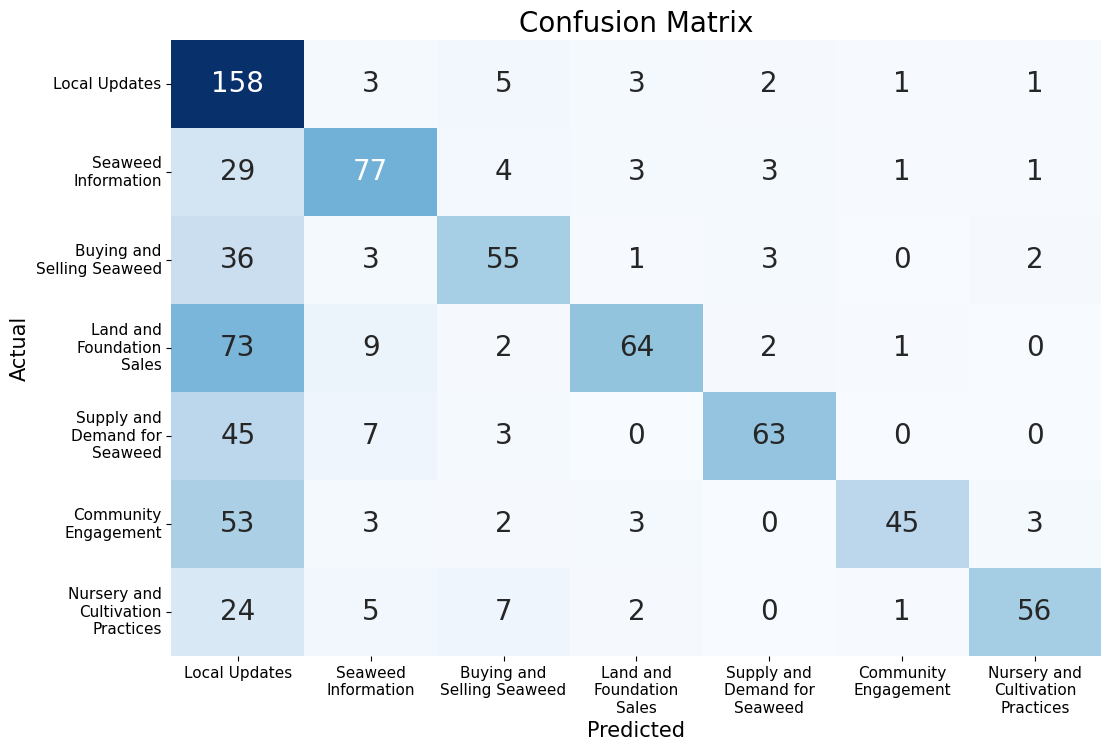 Confusion Matrix
Local Updates
158 3 5 3 2 1 1
Seaweed
Information
29 77 4 3 3 1 1
Buying and
Selling Seaweed
36 3 55 1 3 0 2
Land and
Foundation
Sales
73 9 2 64 2 1 0
Supply and
Demand for
Seaweed
45 7 3 0 63 0 0
Community
Engagement
53 3 2 3 0 45 3
Nursery and
Cultivation
Practices
24 5 7 2 0 1 56
Actual
Local Updates
Seaweed
Information
Buying and
Selling Seaweed
Land and
Foundation
Sales
Supply and
Demand for
Seaweed
Community
Engagement
Nursery and
Cultivation
Practices
Predicted